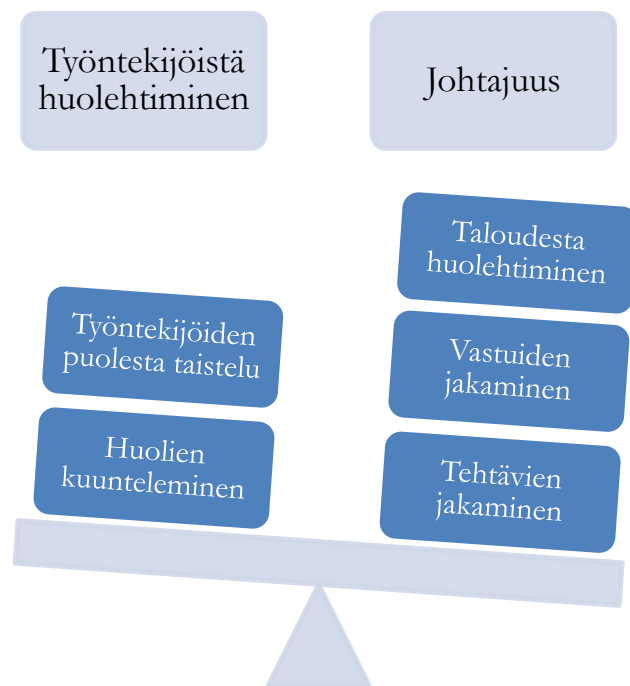 Työntekijöistä
huolehtiminen
Johtajuus
Työntekijöiden
puolesta taistelu
Huolien
kuunteleminen
Taloudesta
huolehtiminen
Vastuiden
jakaminen
Tehtävien
jakaminen